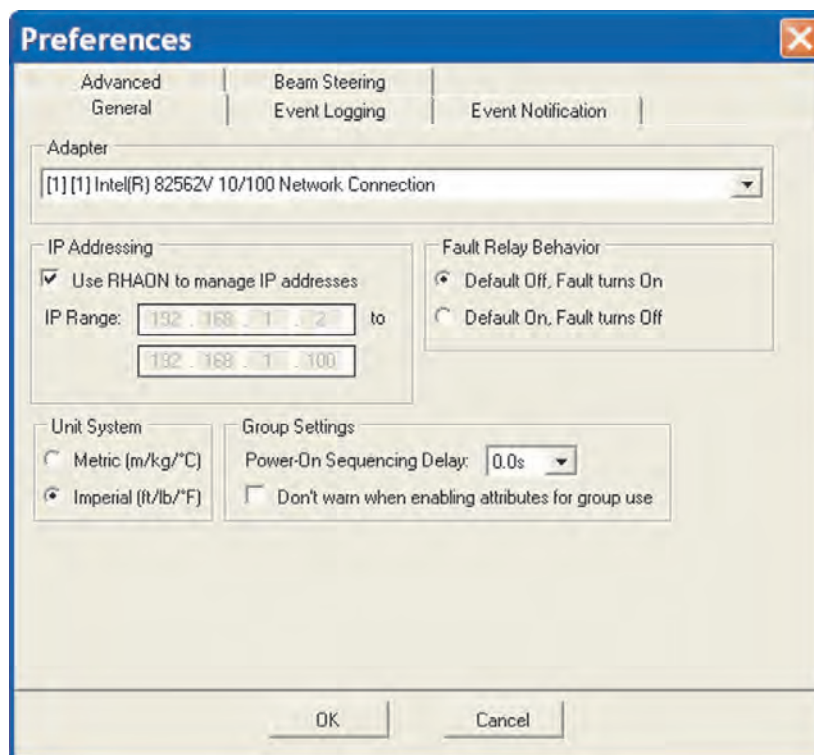 Preferences
Advanced Beam Steering
General Event Logging Event Notification
Adapter
[1] [1] Intel(R) 82562V 10/100 Network Connection
IP Addressing
Use RHAON to manage IP addresses
IP Range: 192 . 168 . 1 . 2 to
192 . 168 . 1 . 100
Fault Relay Behavior
Default Off, Fault turns On
Default On, Fault turns Off
Unit System
Metric (m/kg/°C)
Imperial (ft/lb/°F)
Group Settings
Power-On Sequencing Delay: 0.0s
Don't warn when enabling attributes for group use
OK Cancel